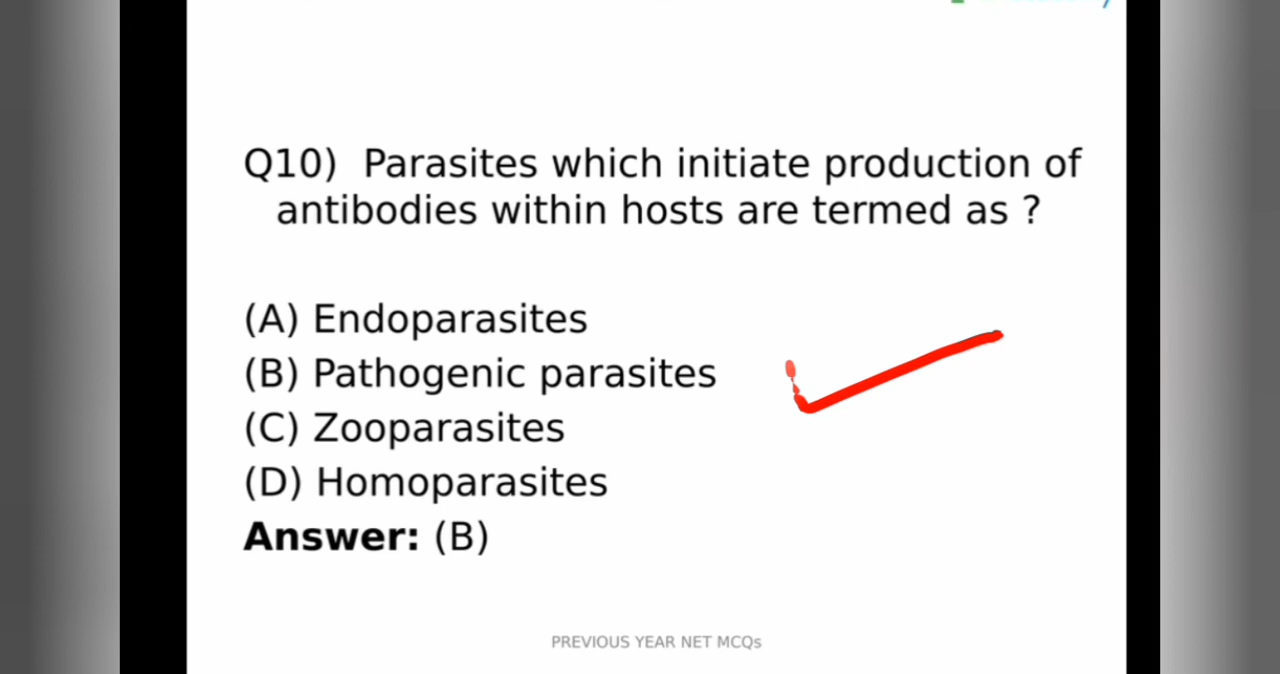 Q10) Parasites which initiate production of
antibodies within hosts are termed as ?
(A) Endoparasites
(B) Pathogenic parasites
(C) Zooparasites
(D) Homoparasites
Answer: (B)
PREVIOUS YEAR NET MCQs